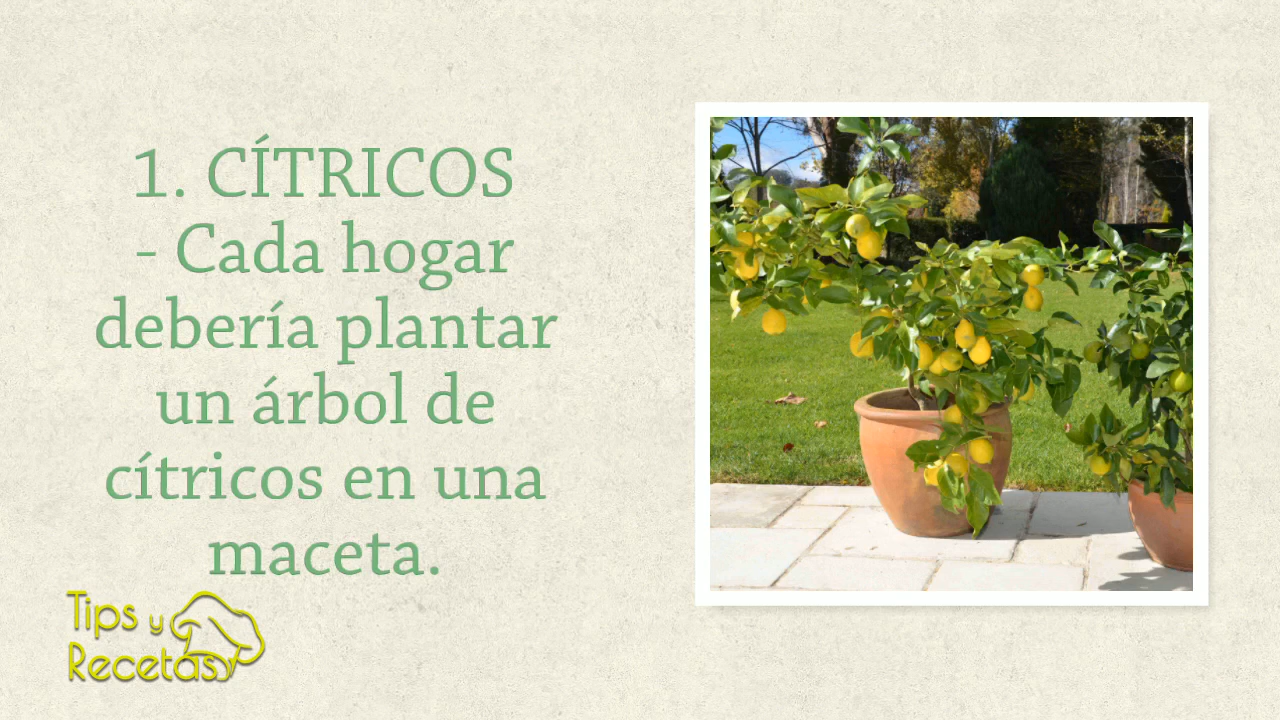 1. CÍTRICOS
- Cada hogar
debería plantar
un árbol de
cítricos en una
maceta.
Tips y
Recetas